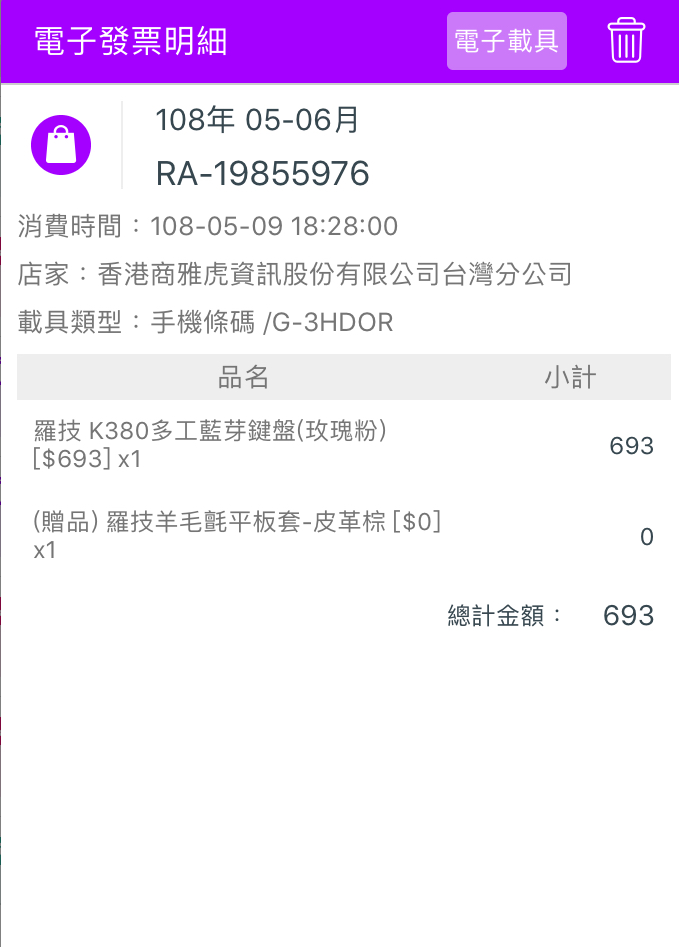 電子發票明細
電子載具
108年 05-06月
RA-19855976
消費時間：108-05-09 18:28:00
店家：香港商雅虎資訊股份有限公司台灣分公司
載具類型：手機條碼 /G-3HDOR
品名 小計
羅技 K380多工藍芽鍵盤(玫瑰粉)
[$693] x1
693
(贈品) 羅技羊毛氈平板套-皮革棕 [$0]
x1
0
總計金額： 693